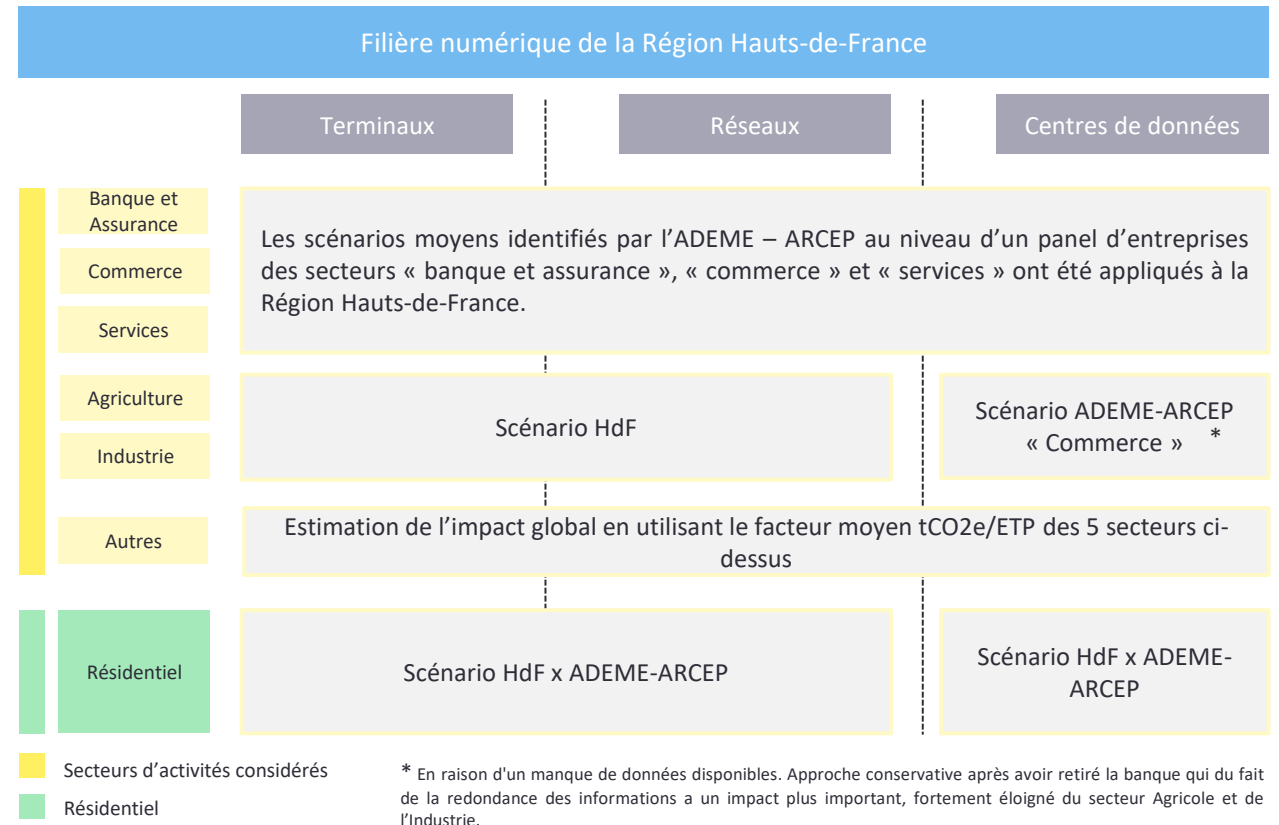 Filière numérique de la Région Hauts-de-France
Terminaux
Réseaux
Centres de données
Banque et
Assurance
Commerce
Services
Les scénarios moyens identifiés par l’ADEME – ARCEP au niveau d’un panel d’entreprises
des secteurs « banque et assurance », « commerce » et « services » ont été appliqués à la
Région Hauts-de-France.
Agriculture
Industrie
Scénario HdF
Scénario ADEME-ARCEP
« Commerce » *
Autres
Estimation de l’impact global en utilisant le facteur moyen tCO2e/ETP des 5 secteurs ci-
dessus
Résidentiel
Scénario HdF x ADEME-ARCEP
Scénario HdF x ADEME-
ARCEP
Secteurs d’activités considérés
Résidentiel
* En raison d'un manque de données disponibles. Approche conservative après avoir retiré la banque qui du fait
de la redondance des informations a un impact plus important, fortement éloigné du secteur Agricole et de
l’Industrie.